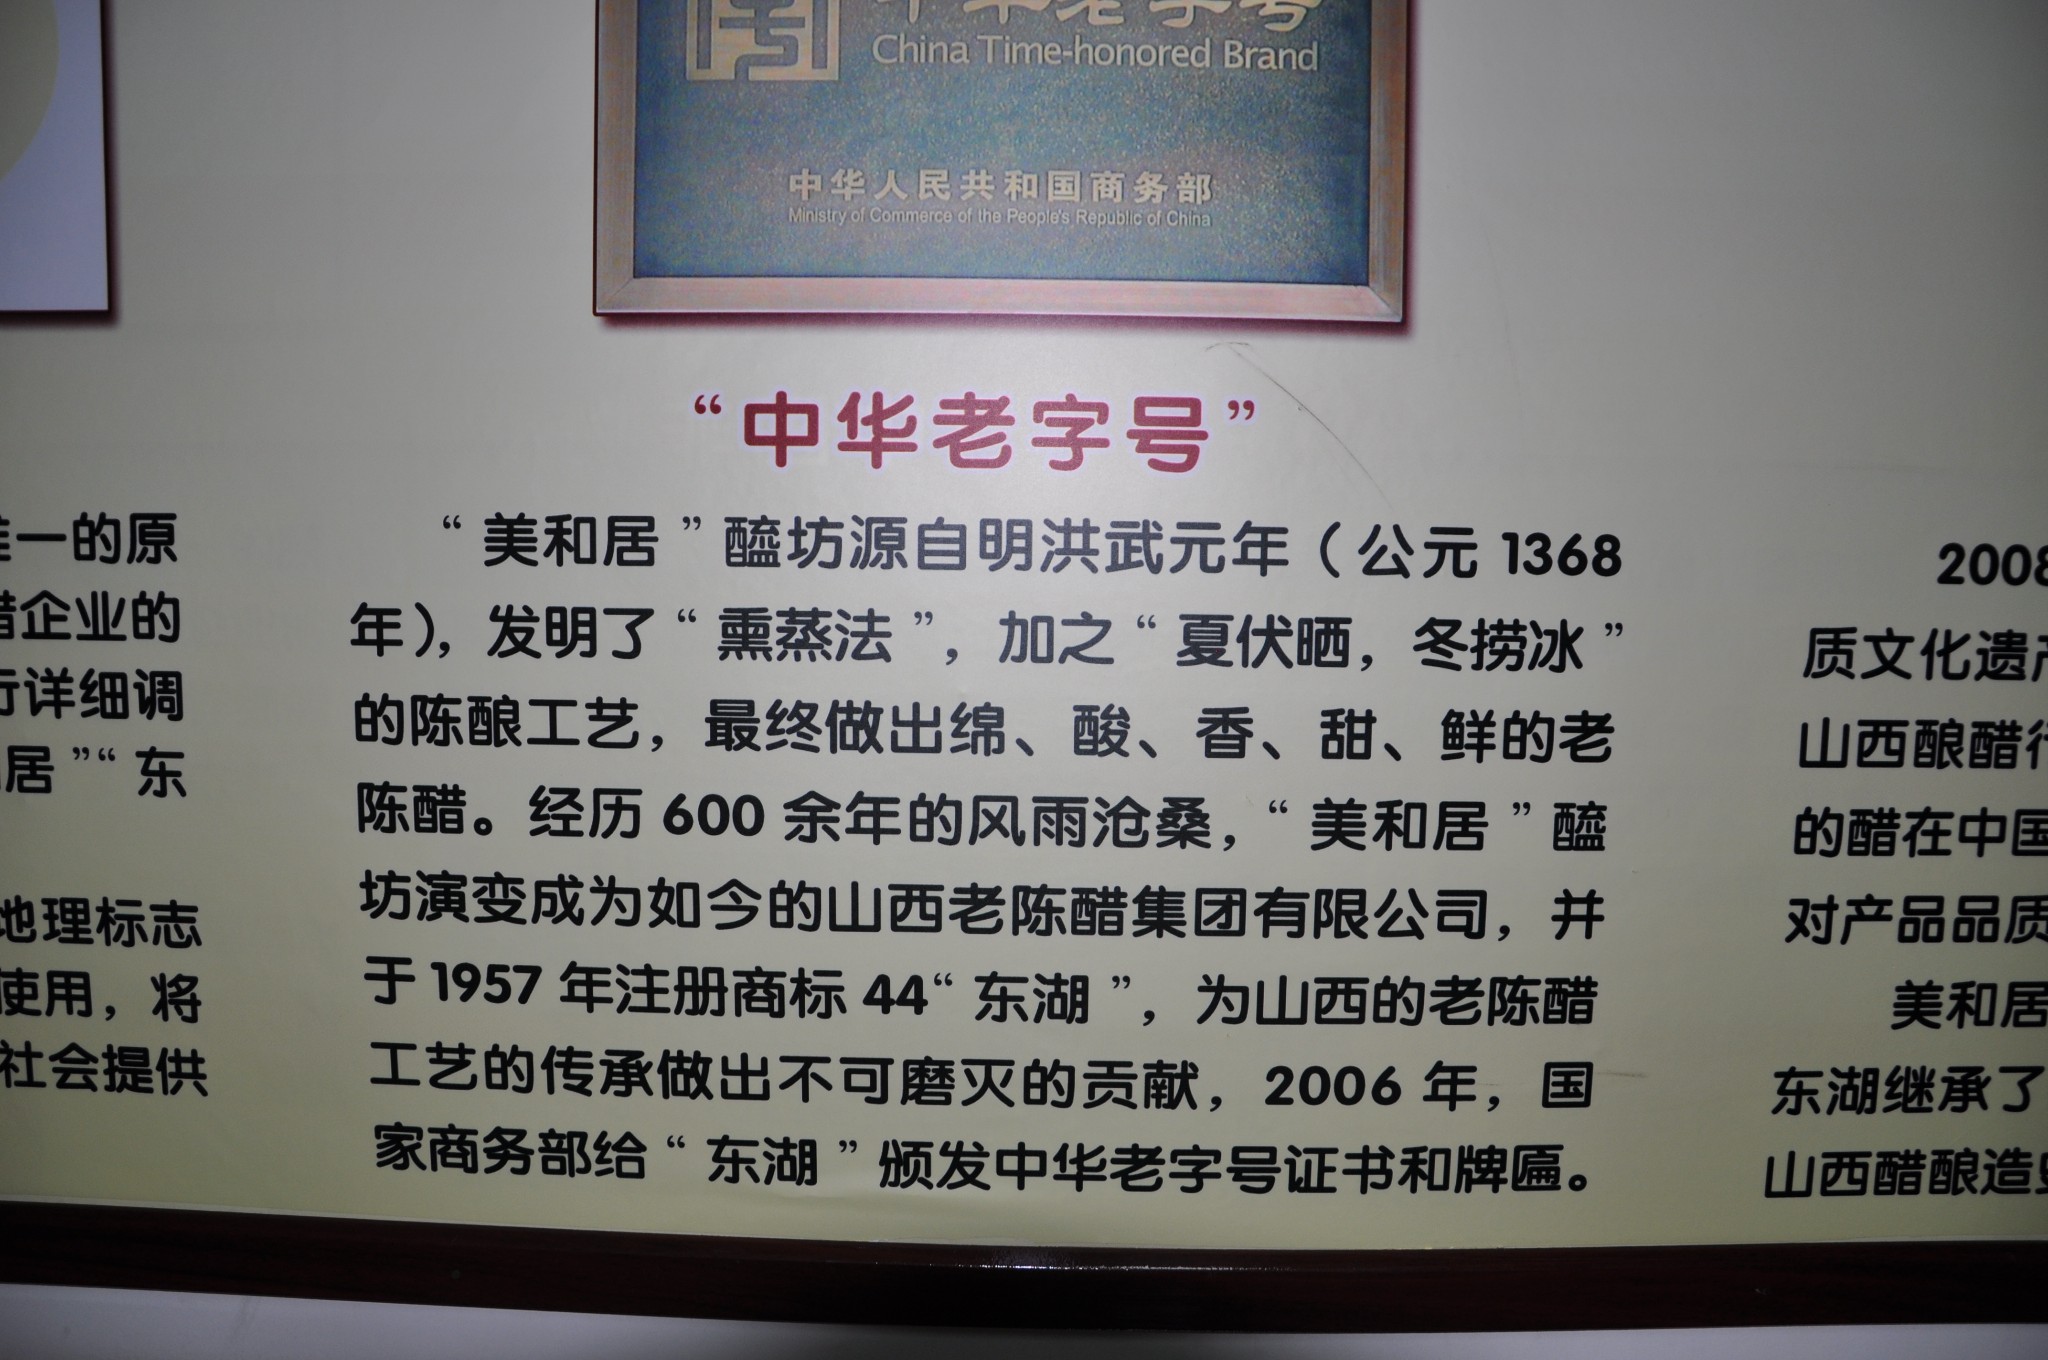 China Time-honored Brand
中华人民共和国商务部
Ministry of Commerce of the People's Republic of China
“中华老字号”
“美和居”醯坊源自明洪武元年（公元1368
年），发明了“熏蒸法”，加之“夏伏晒，冬捞冰”
的陈酿工艺，最终做出绵、酸、香、甜、鲜的老
陈醋。经历600余年的风雨沧桑，“美和居”醯
坊演变成为如今的山西老陈醋集团有限公司，并
于1957年注册商标44“东湖”，为山西的老陈醋
工艺的传承做出不可磨灭的贡献，2006年，国
家商务部给“东湖”颁发中华老字号证书和牌匾。
一的原
企业的
详细调
居”“东
地理标志
使用，将
社会提供
2008
质文化遗产
山西酿醋行
的醋在中国
对产品品质
美和居
东湖继承了
山西醋酿造